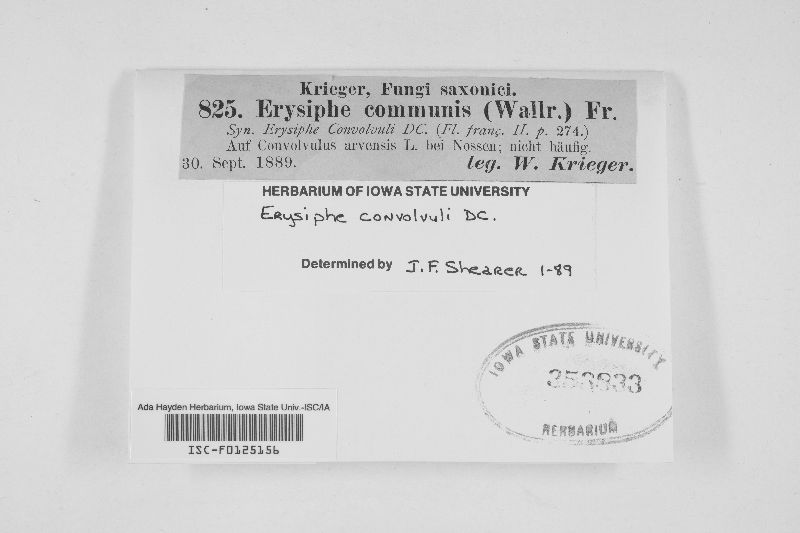 Krieger, Fungi saxonici.
825. Erysiphe communis (Wallr.) Fr.
Syn. Erysiphe Convolvuli DC. (Fl. franç. II. p. 274.)
Auf Convolvulus arvensis L. bei Nossen; nicht häufig.
30. Sept. 1889. leg. W. Krieger.
HERBARIUM OF IOWA STATE UNIVERSITY
Erysiphe convolvuli DC.
Determined by J.F. Shearer 1-89
IOWA STATE UNIVERSITY
HERBARIUM
Ada Hayden Herbarium, Iowa State Univ.-ISC/IA
ISC-F0125156